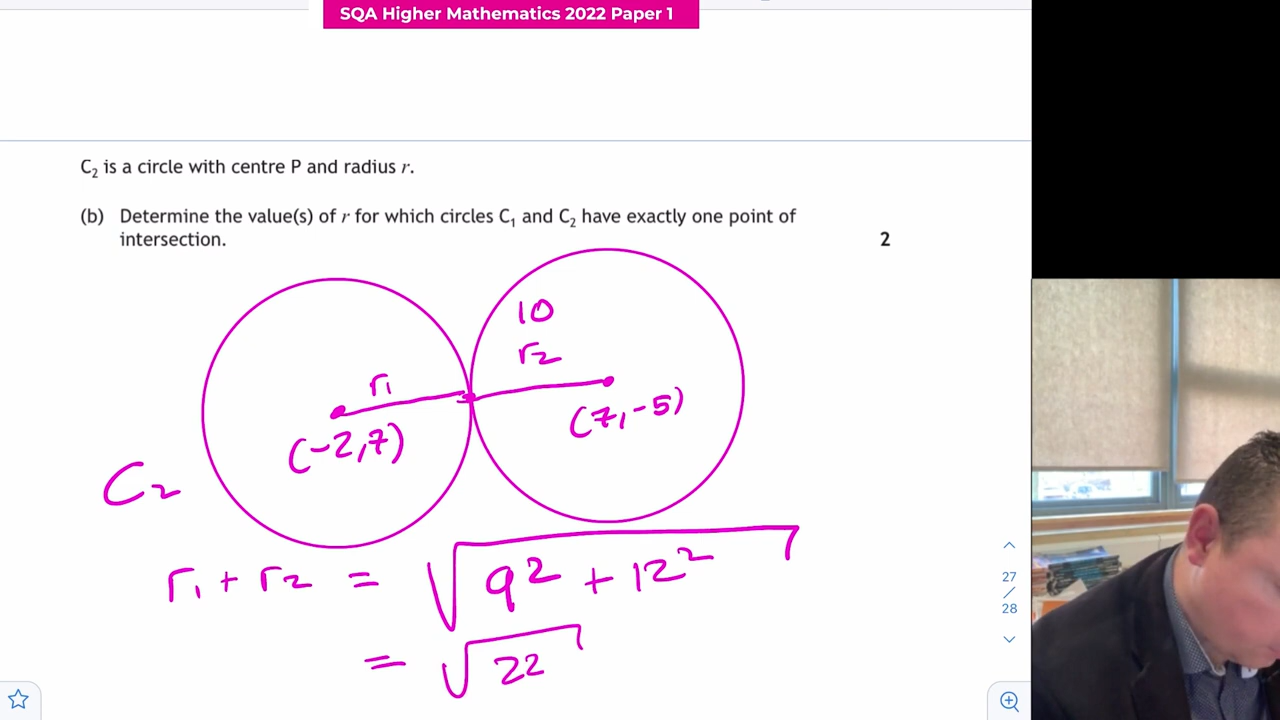 SQA Higher Mathematics 2022 Paper 1
C₂ is a circle with centre P and radius r.
(b) Determine the value(s) of r for which circles C₁ and C₂ have exactly one point of
intersection.
2
10
r₂
r₁
(7,-5)
(-2,7)
C₂
r₁ + r₂ = √9² + 12²
= √22
27
/
28